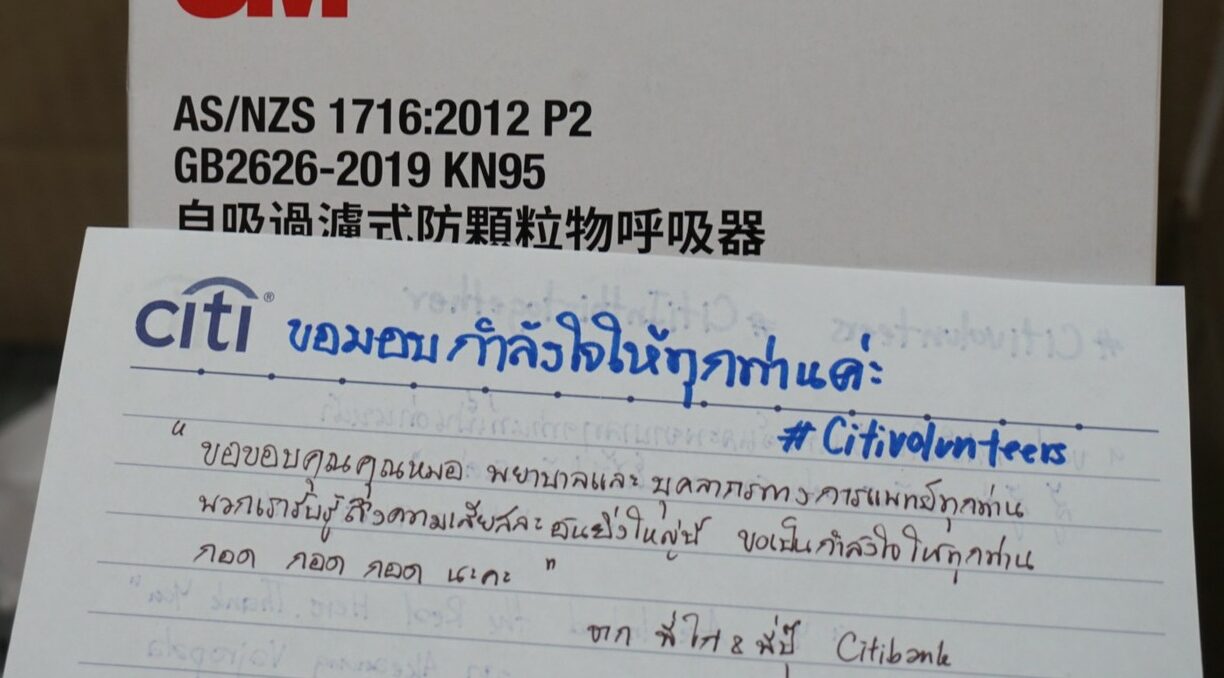 3M
AS/NZS 1716:2012 P2
GB2626-2019 KN95
自吸過濾式防顆粒物呼吸器
citi® ขอมอบกำลังใจให้ทุกท่านค่ะ
#Citivolunteers
"ขอขอบคุณคุณหมอ พยาบาลและ บุคลากรทางการแพทย์ทุกท่าน
พวกเรารับรู้ถึงความเสียสละ อันยิ่งใหญ่นี้ ขอเป็นกำลังใจให้ทุกท่าน
กอด กอด กอด นะคะ "
จาก พี่ไก่ & พี่ปุ๊ Citibank